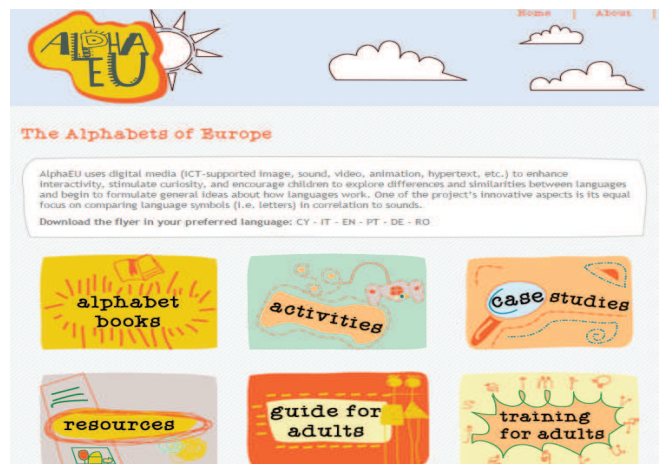 Home | About |
ALPHA
EU
The Alphabets of Europe
AlphaEU uses digital media (ICT-supported image, sound, video, animation, hypertext, etc.) to enhance
interactivity, stimulate curiosity, and encourage children to explore differences and similarities between languages
and begin to formulate general ideas about how languages work. One of the project's innovative aspects is its equal
focus on comparing language symbols (i.e. letters) in correlation to sounds.
Download the flyer in your preferred language: CY - IT - EN - PT - DE - RO
alphabet
books
activities
case studies
resources
guide for
adults
training
for adults